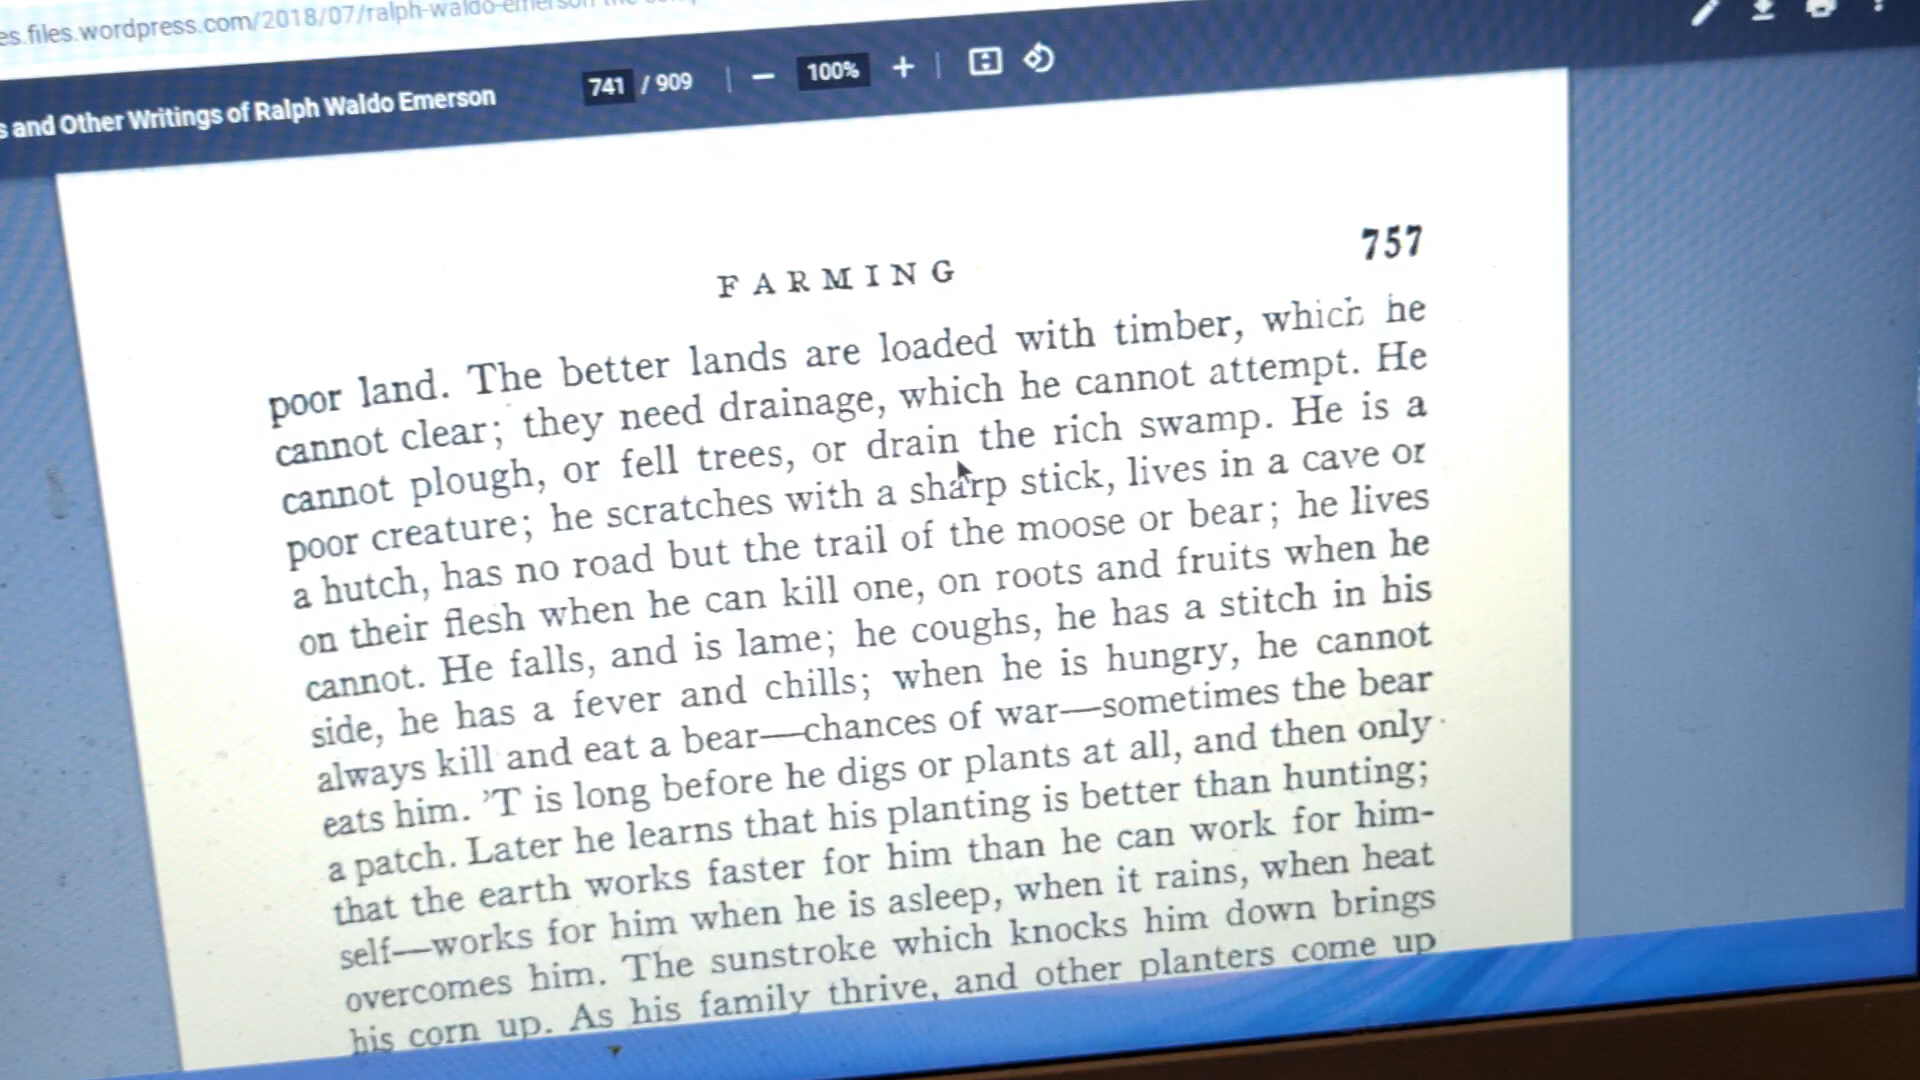 es.files.wordpress.com/2018/07/ralph-waldo-emerson
s and Other Writings of Ralph Waldo Emerson
741 / 909
100%
FARMING
757
poor land. The better lands are loaded with timber, which he
cannot clear; they need drainage, which he cannot attempt. He
cannot plough, or fell trees, or drain the rich swamp. He is a
poor creature; he scratches with a sharp stick, lives in a cave or
a hutch, has no road but the trail of the moose or bear; he lives
on their flesh when he can kill one, on roots and fruits when he
cannot. He falls, and is lame; he coughs, he has a stitch in his
side, he has a fever and chills; when he is hungry, he cannot
always kill and eat a bear—chances of war—sometimes the bear
eats him. 'T is long before he digs or plants at all, and then only
a patch. Later he learns that his planting is better than hunting;
that the earth works faster for him than he can work for him-
self—works for him when he is asleep, when it rains, when heat
overcomes him. The sunstroke which knocks him down brings
his corn up. As his family thrive, and other planters come up